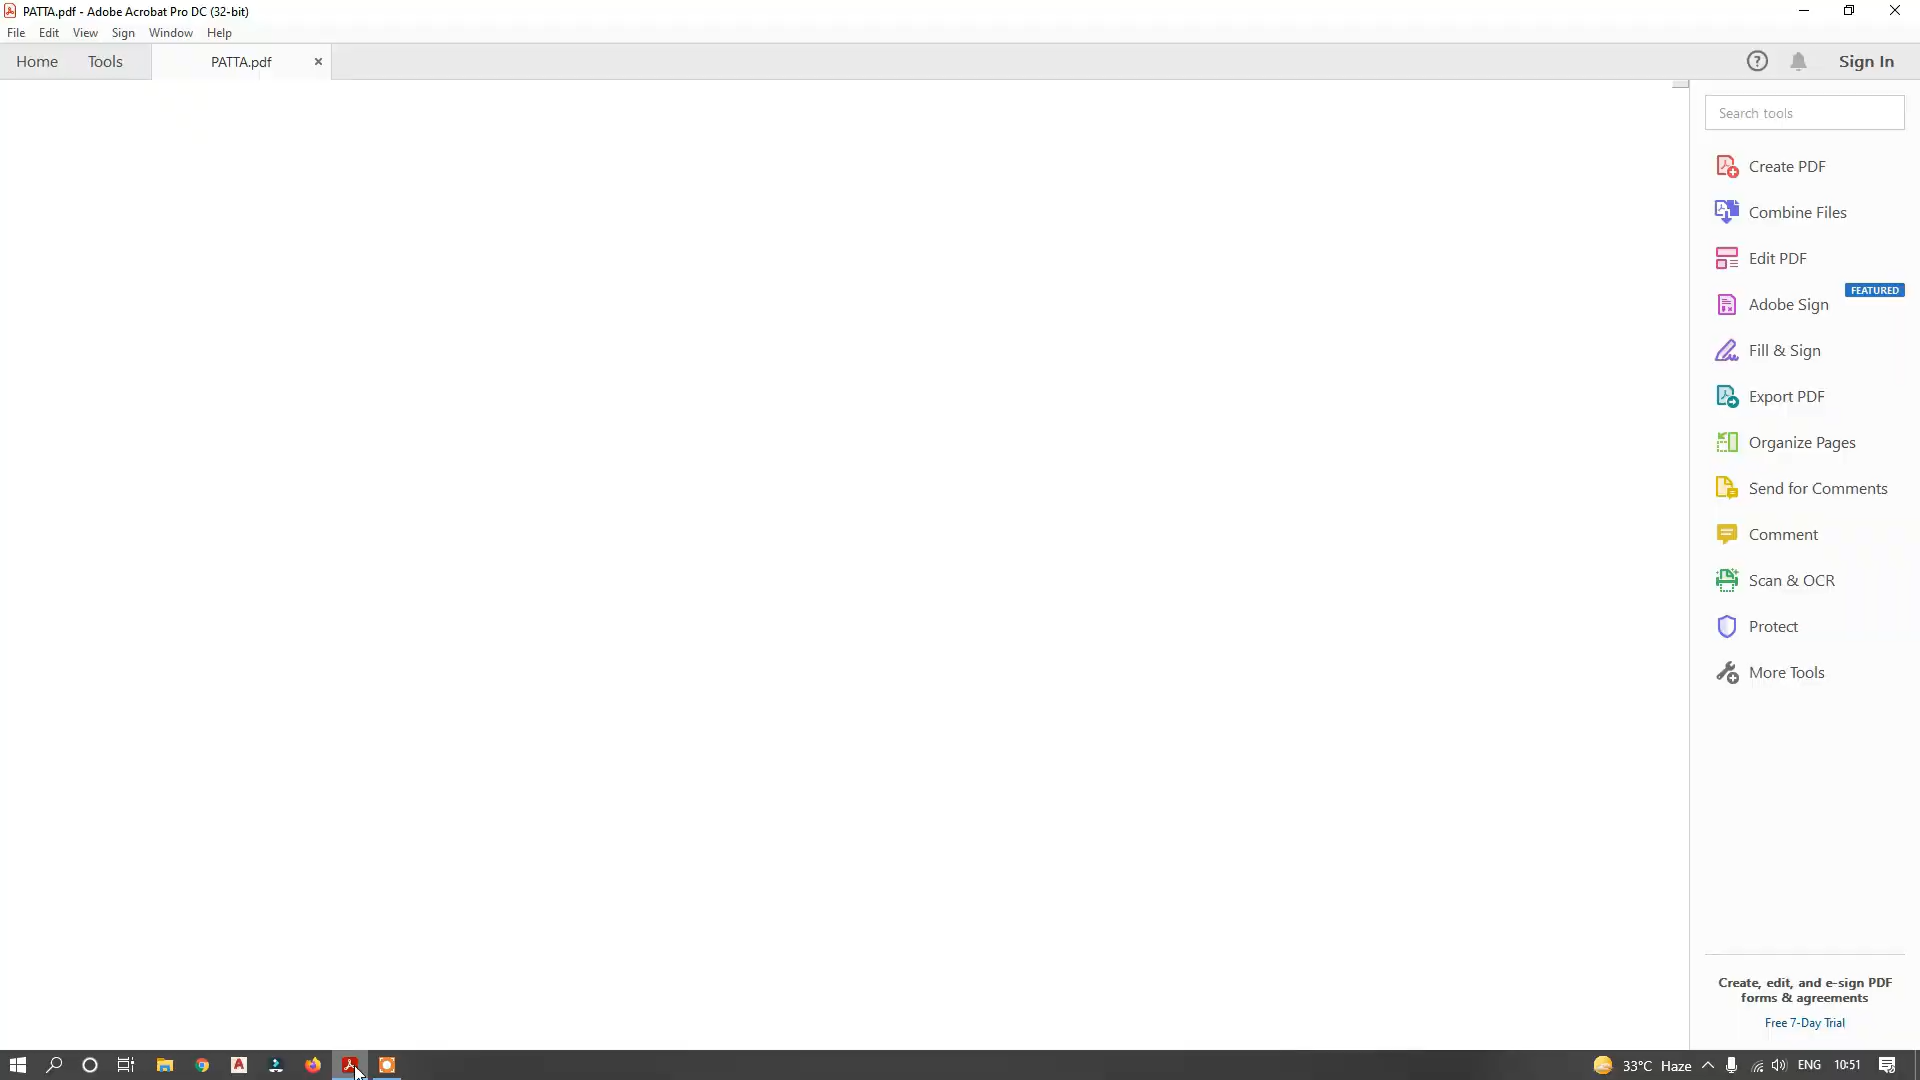 PATTA.pdf - Adobe Acrobat Pro DC (32-bit)
File Edit View Sign Window Help
Home Tools PATTA.pdf Sign In
Search tools
Create PDF
Combine Files
Edit PDF
FEATURED
Adobe Sign
Fill & Sign
Export PDF
Organize Pages
Send for Comments
Comment
Scan & OCR
Protect
More Tools
Create, edit, and e-sign PDF
forms & agreements
Free 7-Day Trial
33°C Haze ENG 10:51